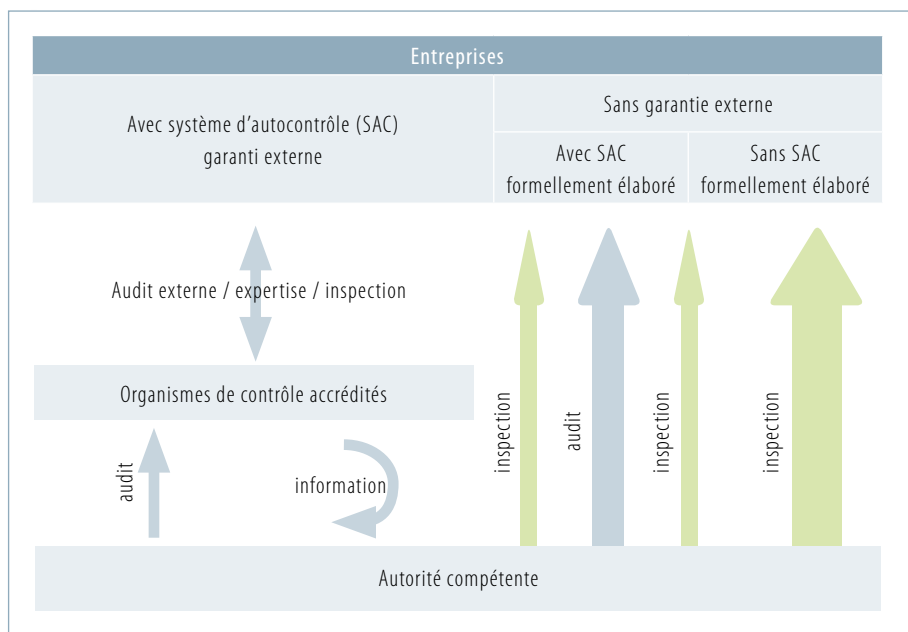 Entreprises
Avec système d’autocontrôle (SAC)
garanti externe
Sans garantie externe
Avec SAC
formellement élaboré
Sans SAC
formellement élaboré
Audit externe / expertise / inspection
Organismes de contrôle accrédités
audit
information
inspection
audit
inspection
inspection
Autorité compétente